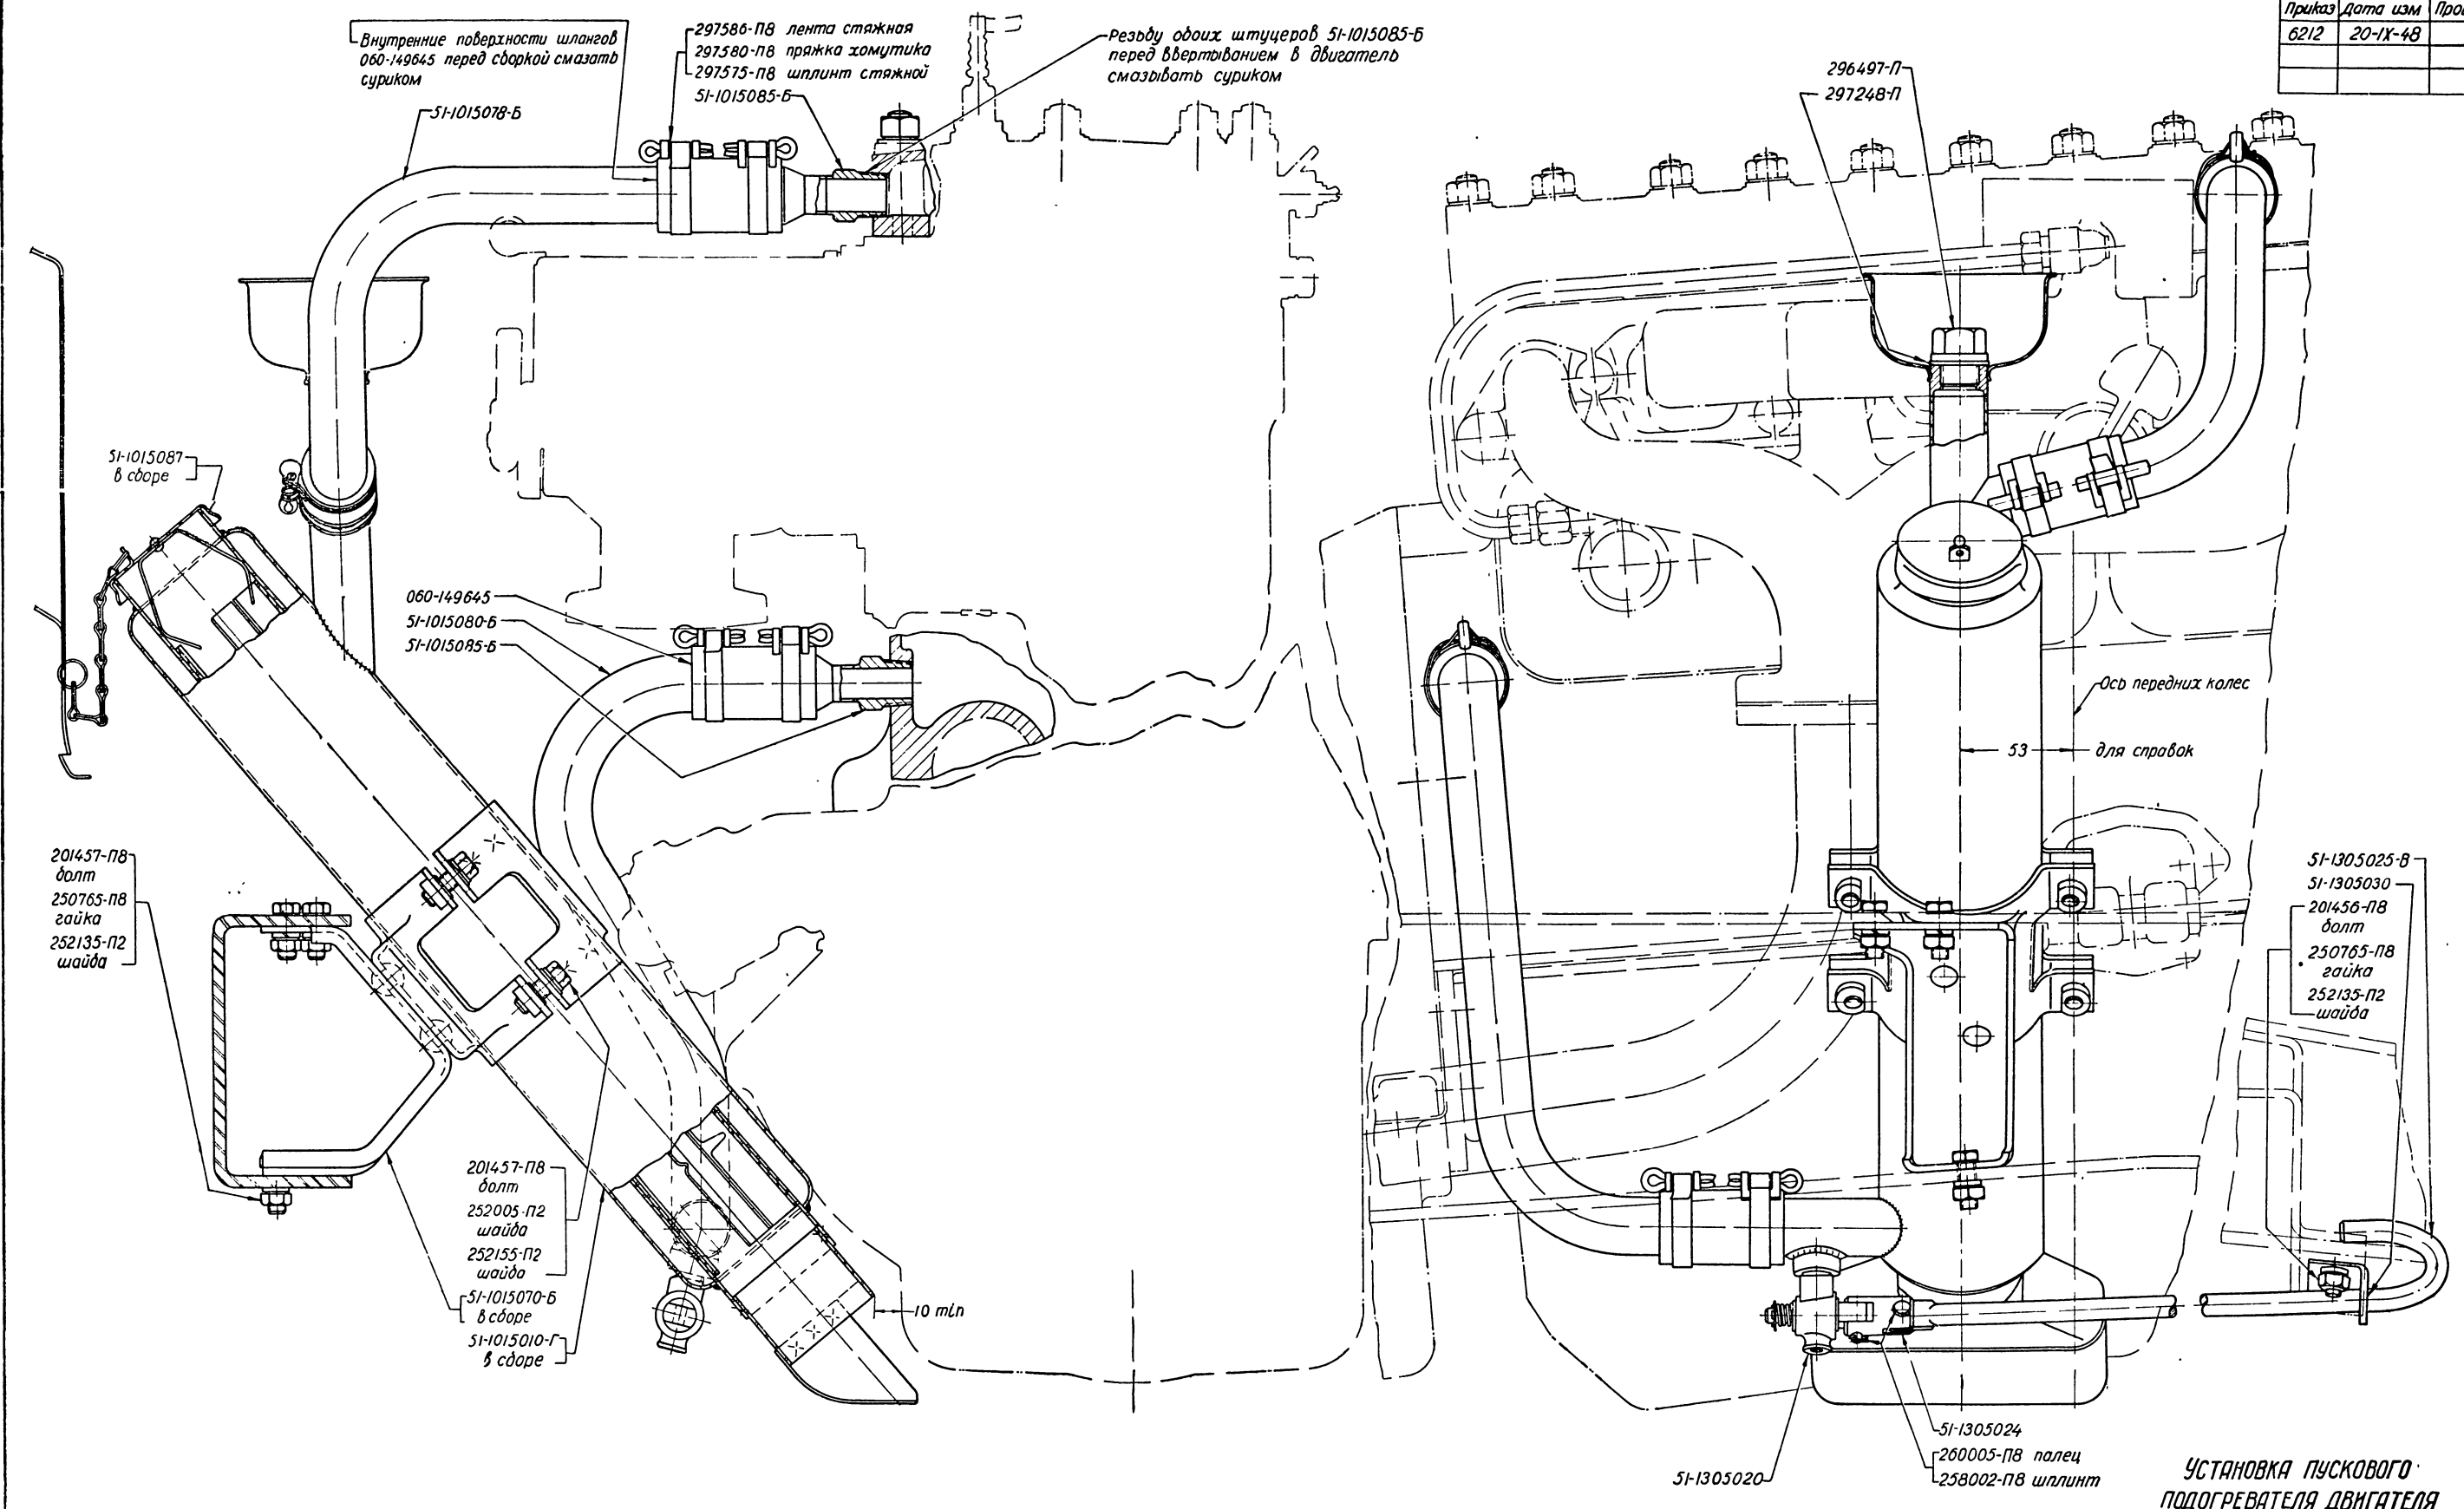 Внутренние поверхности шлангов
060-149645 перед сборкой смазать
суриком
51-1015078-Б
297586-П8 лента стяжная
297580-П8 пряжка хомутика
297575-П8 шплинт стяжной
51-1015085-Б
Резьбу обоих штуцеров 51-1015085-Б
перед ввертыванием в двигатель
смазывать суриком
296497-П
297248-П
Приказ Дата изм
6212 20-IX-48
51-1015087
в сборе
060-149645
51-1015080-Б
51-1015085-Б
Ось передних колес
53 для справок
201457-П8
болт
250765-П8
гайка
252135-П2
шайба
201457-П8
болт
252005-П2
шайба
252155-П2
шайба
51-1015070-Б
в сборе
51-1015010-Г
в сборе
10 min
51-1305025-В
51-1305030
201456-П8
болт
250765-П8
гайка
252135-П2
шайба
51-1305020
51-1305024
260005-П8 палец
258002-П8 шплинт
УСТАНОВКА ПУСКОВОГО
ПОДОГРЕВАТЕЛЯ ДВИГАТЕЛЯ